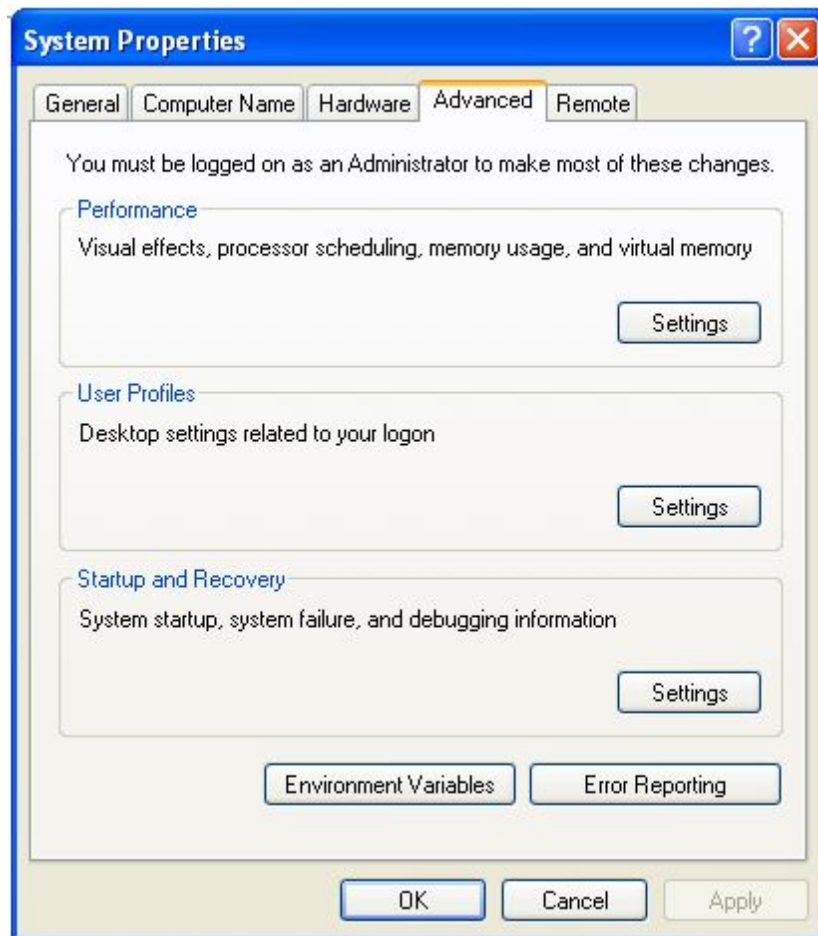 System Properties
?
General Computer Name Hardware Advanced Remote
You must be logged on as an Administrator to make most of these changes.
Performance
Visual effects, processor scheduling, memory usage, and virtual memory
Settings
User Profiles
Desktop settings related to your logon
Settings
Startup and Recovery
System startup, system failure, and debugging information
Settings
Environment Variables Error Reporting
OK Cancel Apply